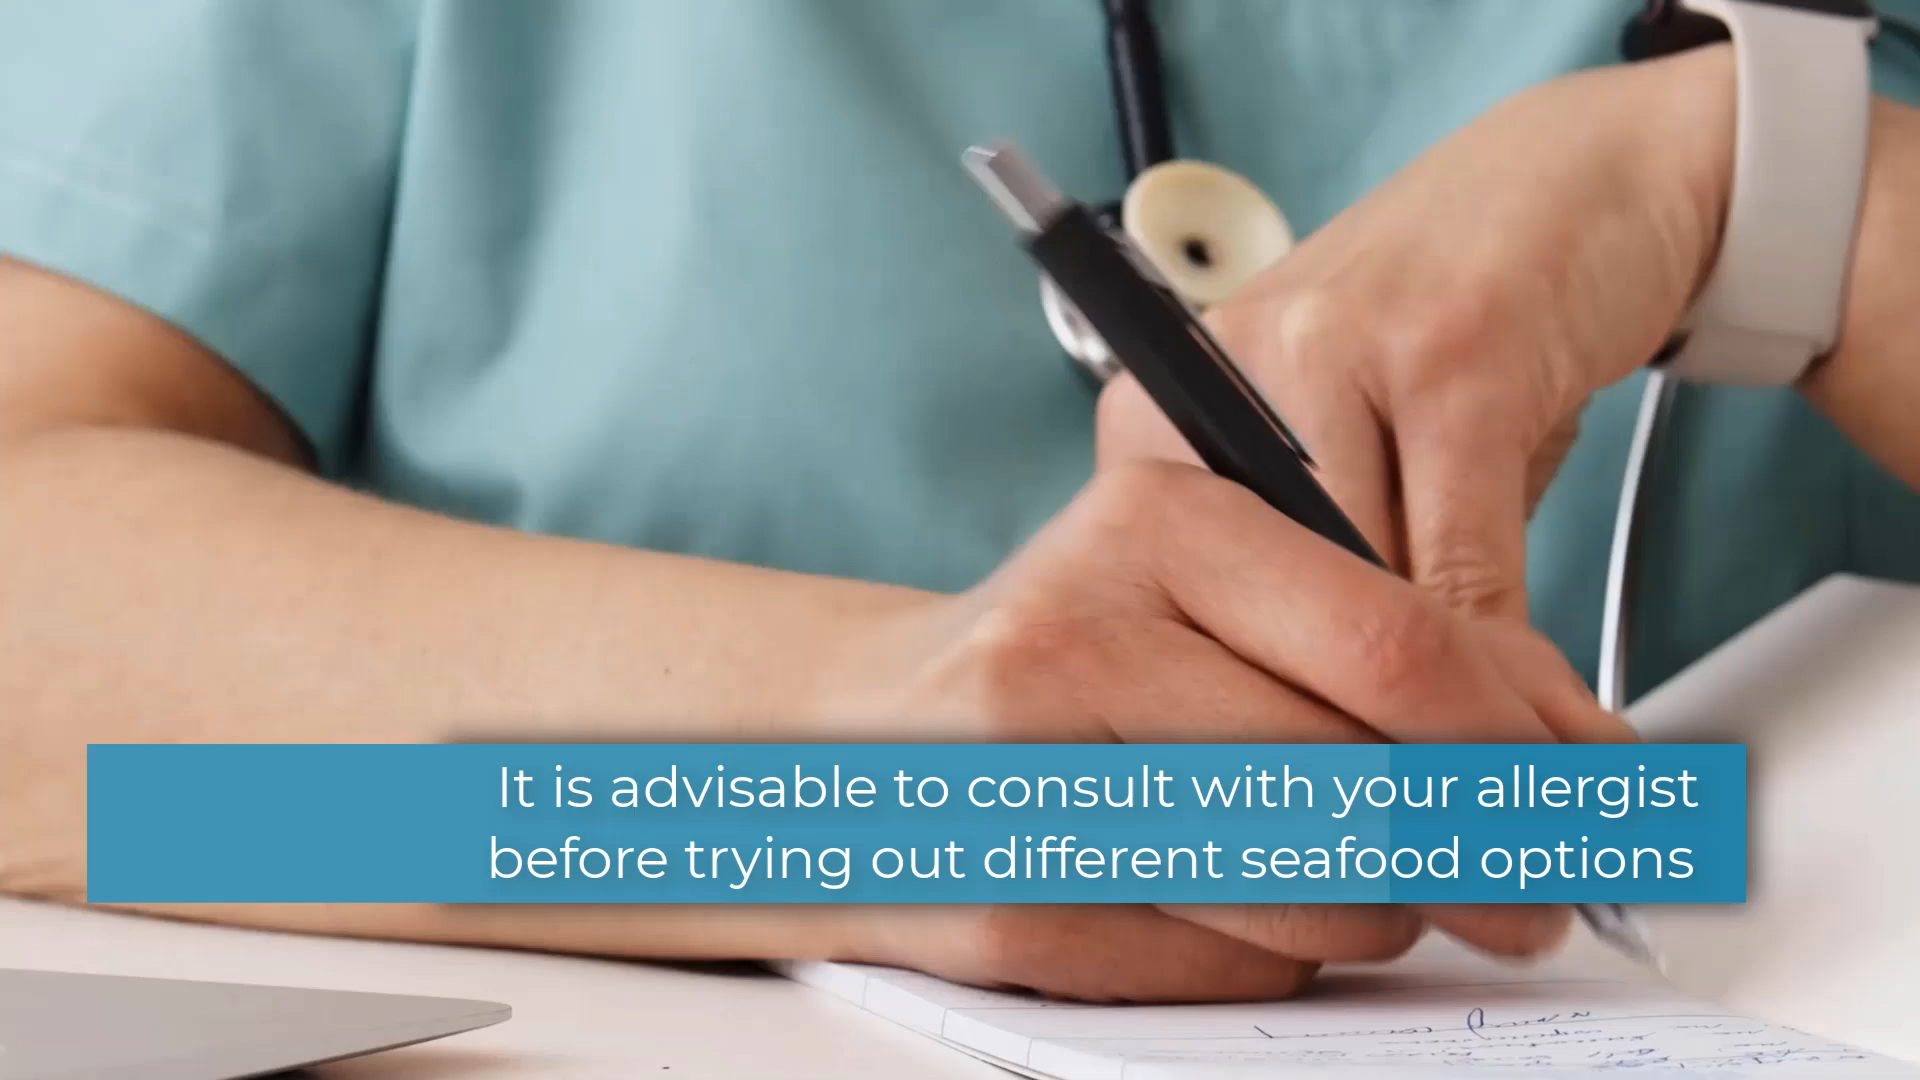 It is advisable to consult with your allergist
before trying out different seafood options